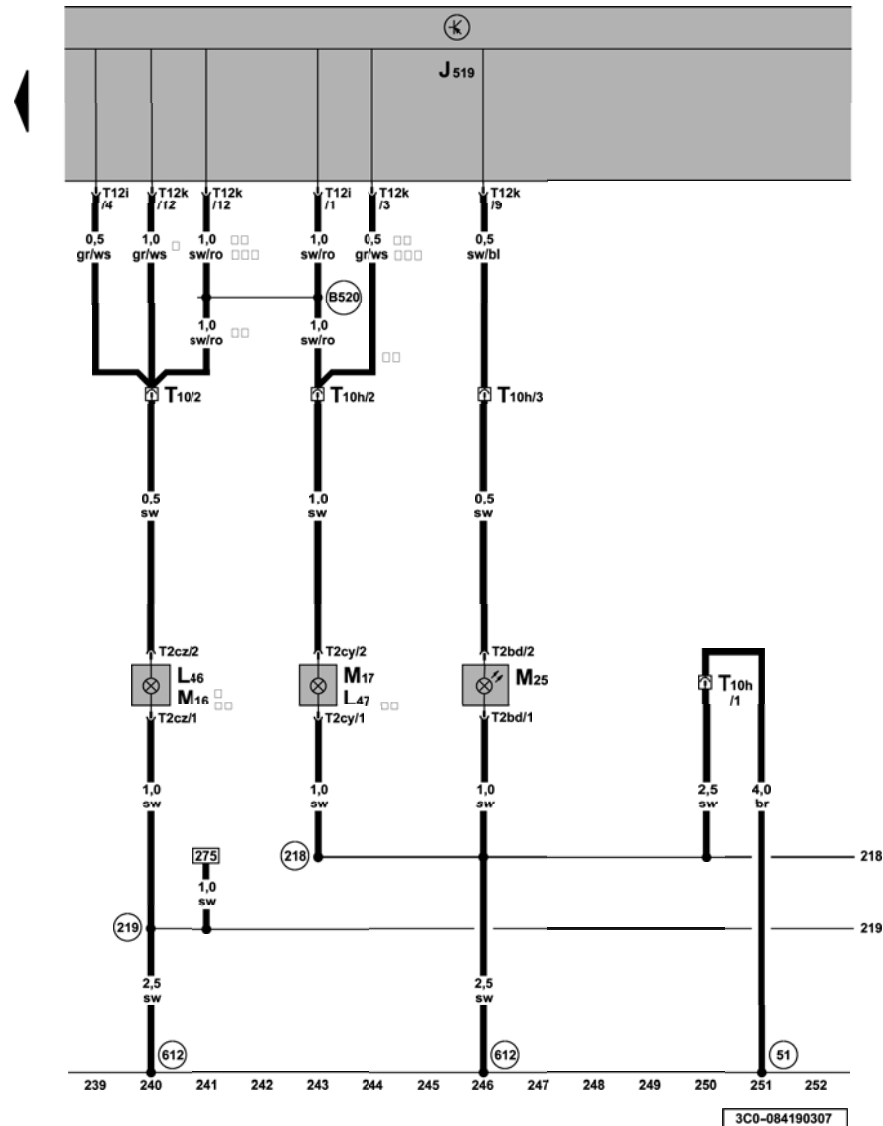 J519
T12i T12k T12k T12i T12k T12k
/4 /12 /12 /1 /3 /9
0,5 1,0 1,0 1,0 0,5 0,5
gr/ws gr/ws sw/ro sw/ro gr/ws sw/bl
B520
1,0 1,0
sw/ro sw/ro
T10/2 T10h/2 T10h/3
0,5 1,0 0,5
sw sw sw
T2cz/2 T2cy/2 T2bd/2
L46 M17 M25 T10h
M16 L47 /1
T2cz/1 T2cy/1 T2bd/1
1,0 1,0 1,0 2,5 4,0
sw sw sw sw br
275 218 218
1,0
sw
219 219
2,5 2,5
sw sw
612 612 51
239 240 241 242 243 244 245 246 247 248 249 250 251 252
3C0-084190307